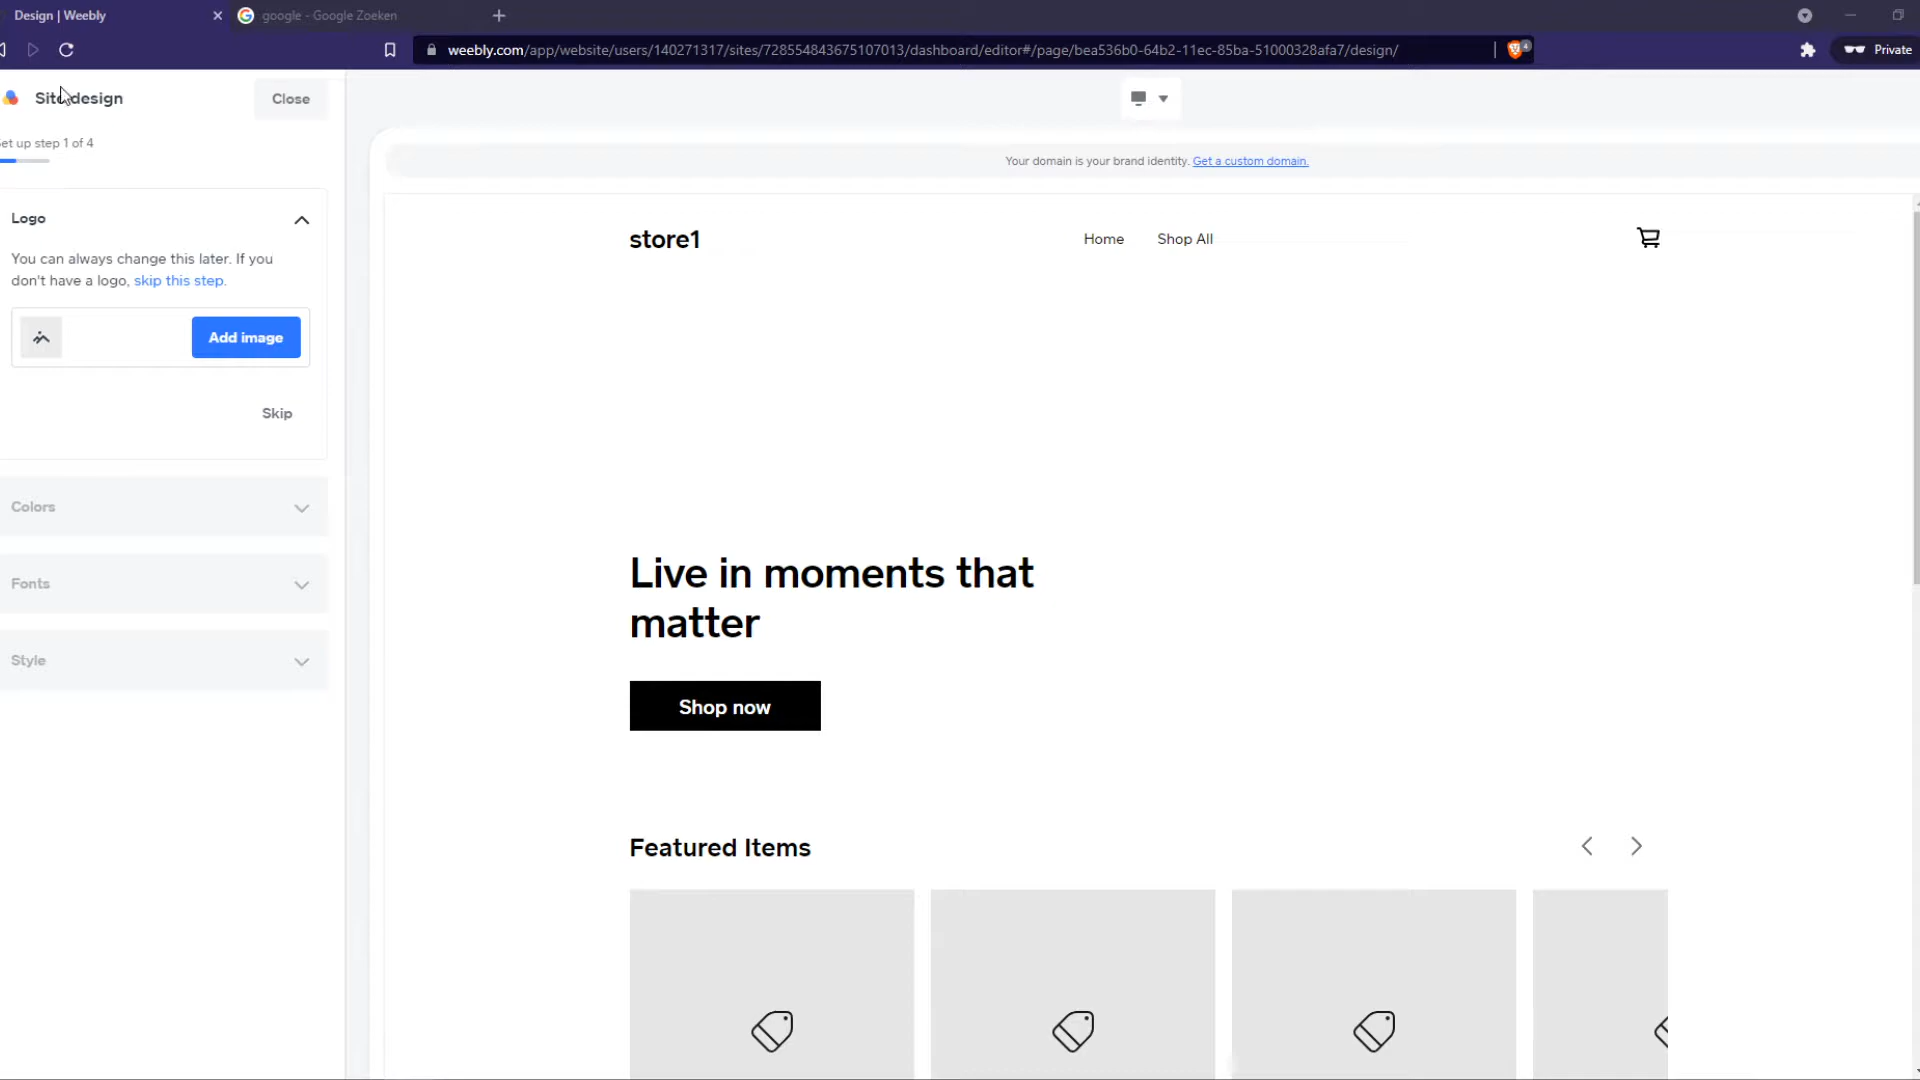 Design | Weebly
google - Google Zoeken
weebly.com/app/website/users/140271317/sites/728554843675107013/dashboard/editor#/page/bea536b0-64b2-11ec-85ba-51000328afa7/design/
4
Private
Site design
Close
et up step 1 of 4
Your domain is your brand identity. Get a custom domain.
Logo
You can always change this later. If you
don't have a logo, skip this step.
Add image
Skip
Colors
Fonts
Style
store1
Home
Shop All
Live in moments that
matter
Shop now
Featured Items